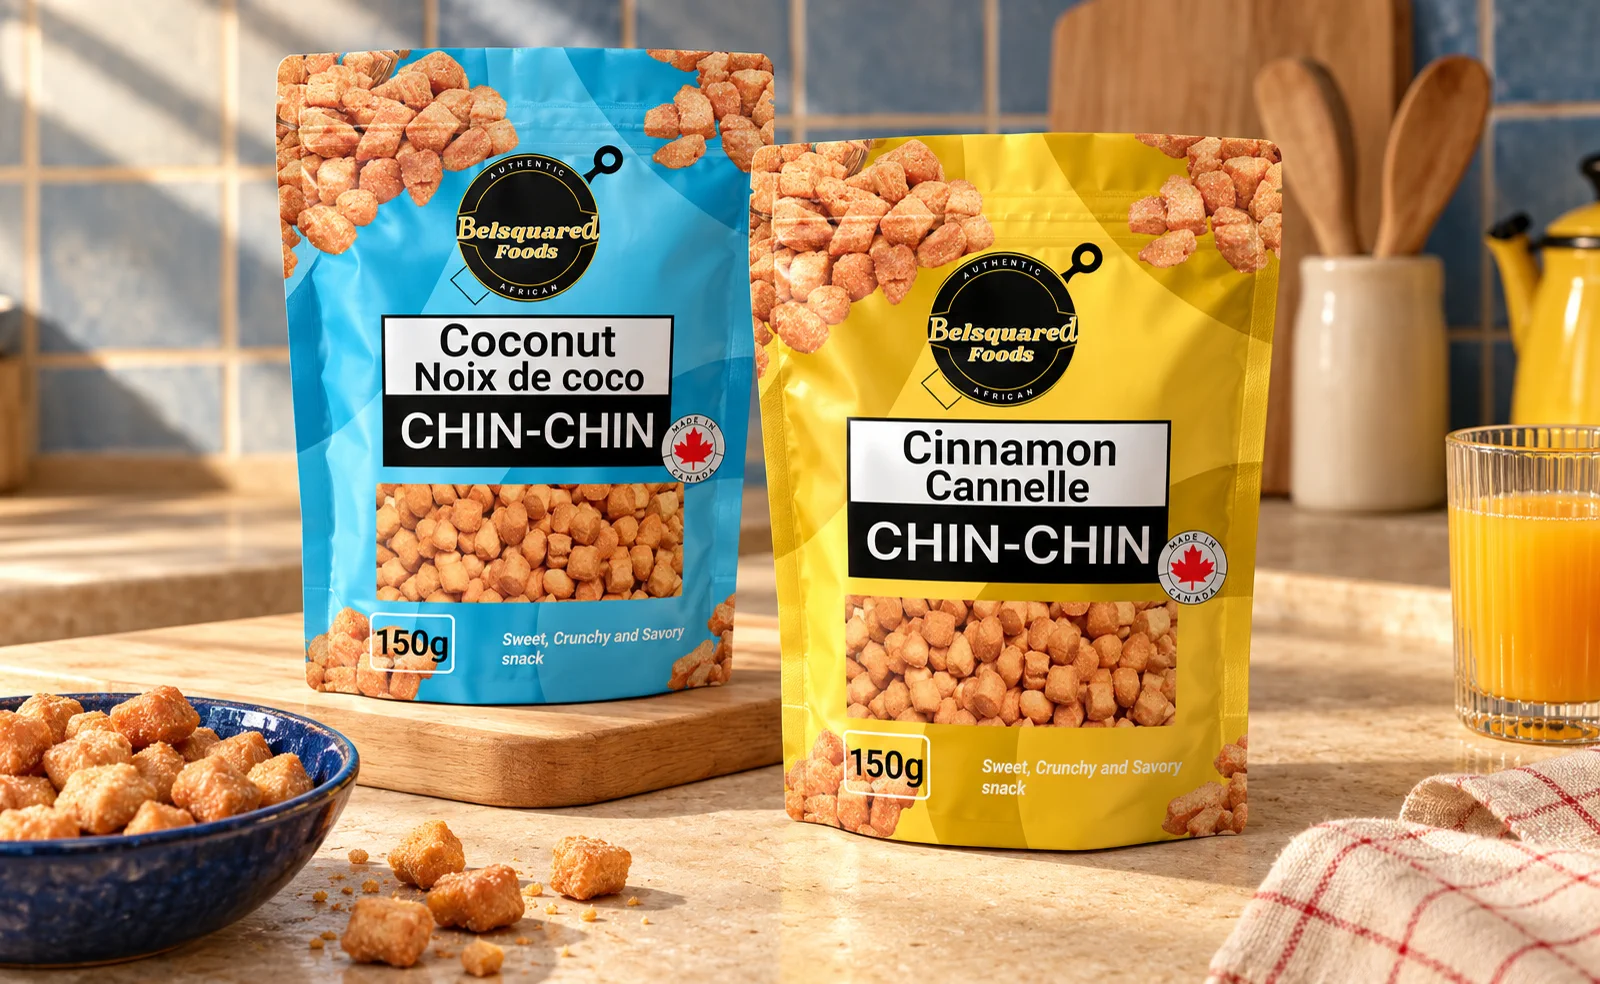 AUTHENTIC
Belsquared
Foods
AFRICAN
Coconut
Noix de coco
CHIN-CHIN
MADE IN
CANADA
150g
Sweet, Crunchy and Savory
snack
AUTHENTIC
Belsquared
Foods
AFRICAN
Cinnamon
Cannelle
CHIN-CHIN
MADE IN
CANADA
150g
Sweet, Crunchy and Savory
snack